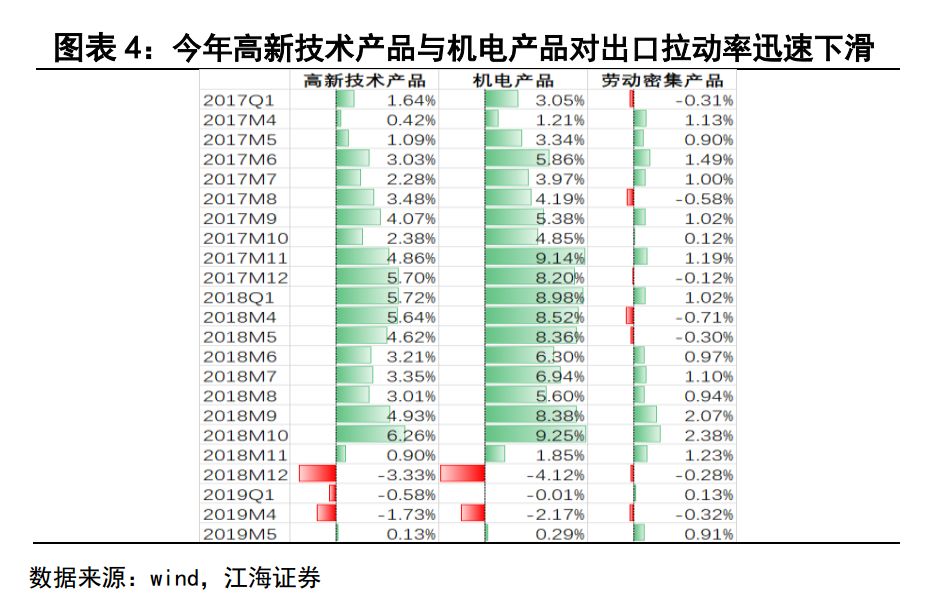 图表 4：今年高新技术产品与机电产品对出口拉动率迅速下滑
高新技术产品 机电产品 劳动密集产品
2017Q1 1.64% 3.05% -0.31%
2017M4 0.42% 1.21% 1.13%
2017M5 1.09% 3.34% 0.90%
2017M6 3.03% 5.86% 1.49%
2017M7 2.28% 3.97% 1.00%
2017M8 3.48% 4.19% -0.58%
2017M9 4.07% 5.38% 1.02%
2017M10 2.38% 4.85% 0.12%
2017M11 4.86% 9.14% 1.19%
2017M12 5.70% 8.20% -0.12%
2018Q1 5.72% 8.98% 1.02%
2018M4 5.64% 8.52% -0.71%
2018M5 4.62% 8.36% -0.30%
2018M6 3.21% 6.30% 0.97%
2018M7 3.35% 6.94% 1.10%
2018M8 3.01% 5.60% 0.94%
2018M9 4.93% 8.38% 2.07%
2018M10 6.26% 9.25% 2.38%
2018M11 0.90% 1.85% 1.23%
2018M12 -3.33% -4.12% -0.28%
2019Q1 -0.58% -0.01% 0.13%
2019M4 -1.73% -2.17% -0.32%
2019M5 0.13% 0.29% 0.91%
数据来源：wind，江海证券